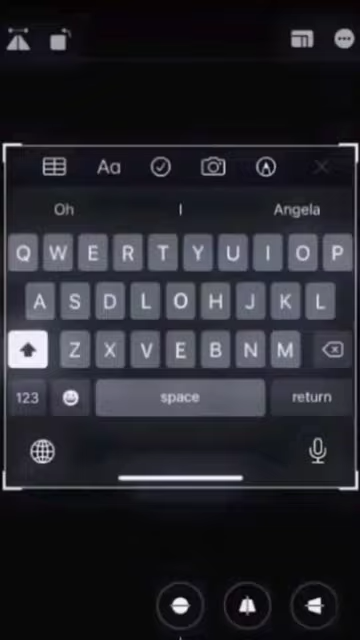 Aa
Oh I Angela
Q W E R T Y U I O P
A S D L O H J K L
Z X V E B N M
123 space return